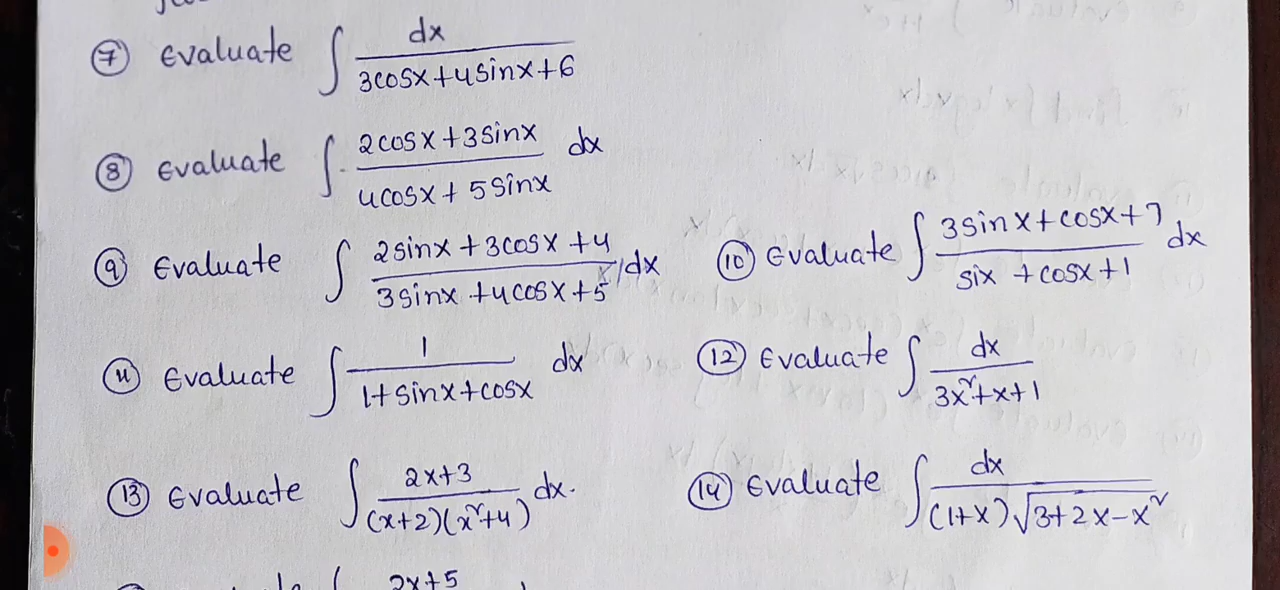 ⑦ Evaluate ∫ dx / (3cosx+4sinx+6)
⑧ Evaluate ∫ (2cosx+3sinx) / (4cosx+5sinx) dx
⑨ Evaluate ∫ (2sinx+3cosx+4) / (3sinx+4cosx+5) dx
⑩ Evaluate ∫ (3sinx+cosx+7) / (six+cosx+1) dx
⑪ Evaluate ∫ 1 / (1+sinx+cosx) dx
⑫ Evaluate ∫ dx / (3x²+x+1)
⑬ Evaluate ∫ (2x+3) / ((x+2)(x²+4)) dx.
⑭ Evaluate ∫ dx / ((1+x)√(3+2x-x²))
2x+5